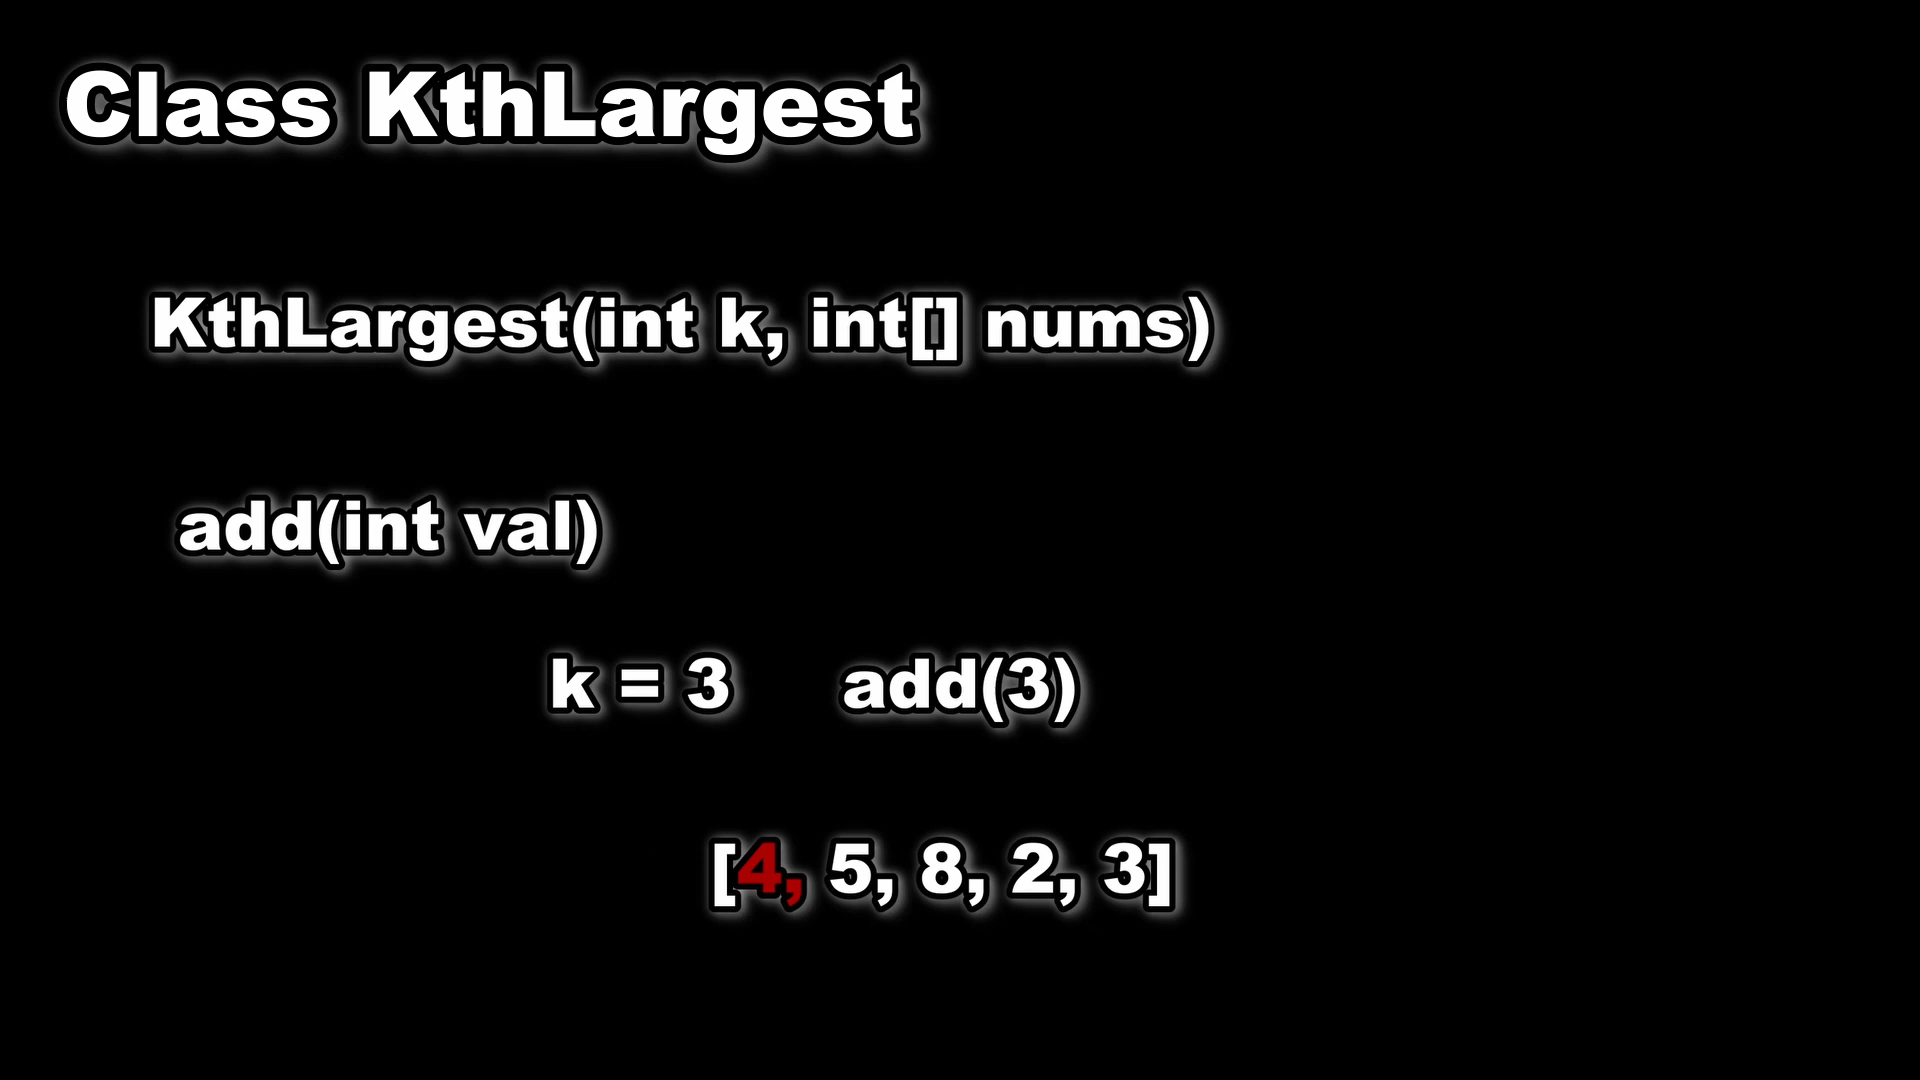 Class KthLargest
KthLargest(int k, int[] nums)
add(int val)
k = 3 add(3)
[4, 5, 8, 2, 3]